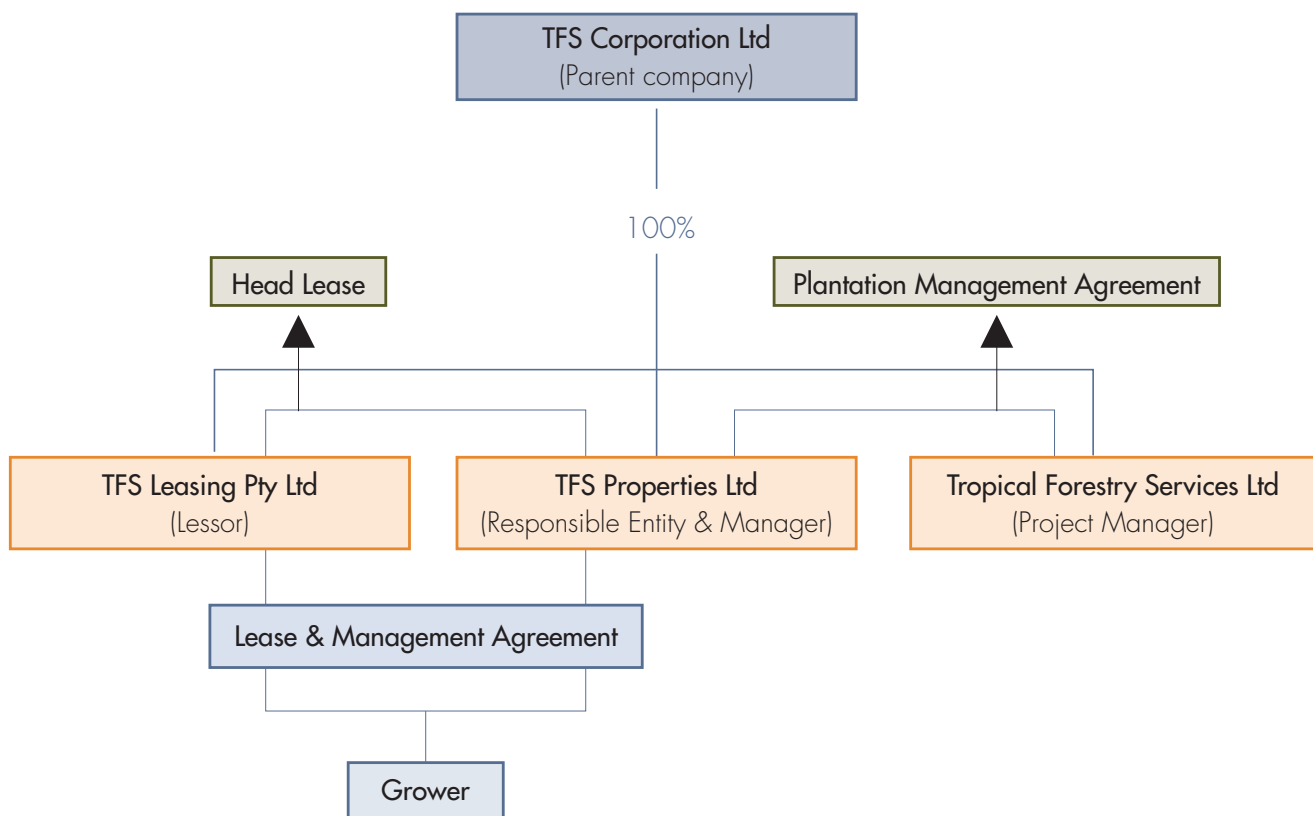 TFS Corporation Ltd
(Parent company)
100%
Head Lease
Plantation Management Agreement
TFS Leasing Pty Ltd
(Lessor)
TFS Properties Ltd
(Responsible Entity & Manager)
Tropical Forestry Services Ltd
(Project Manager)
Lease & Management Agreement
Grower